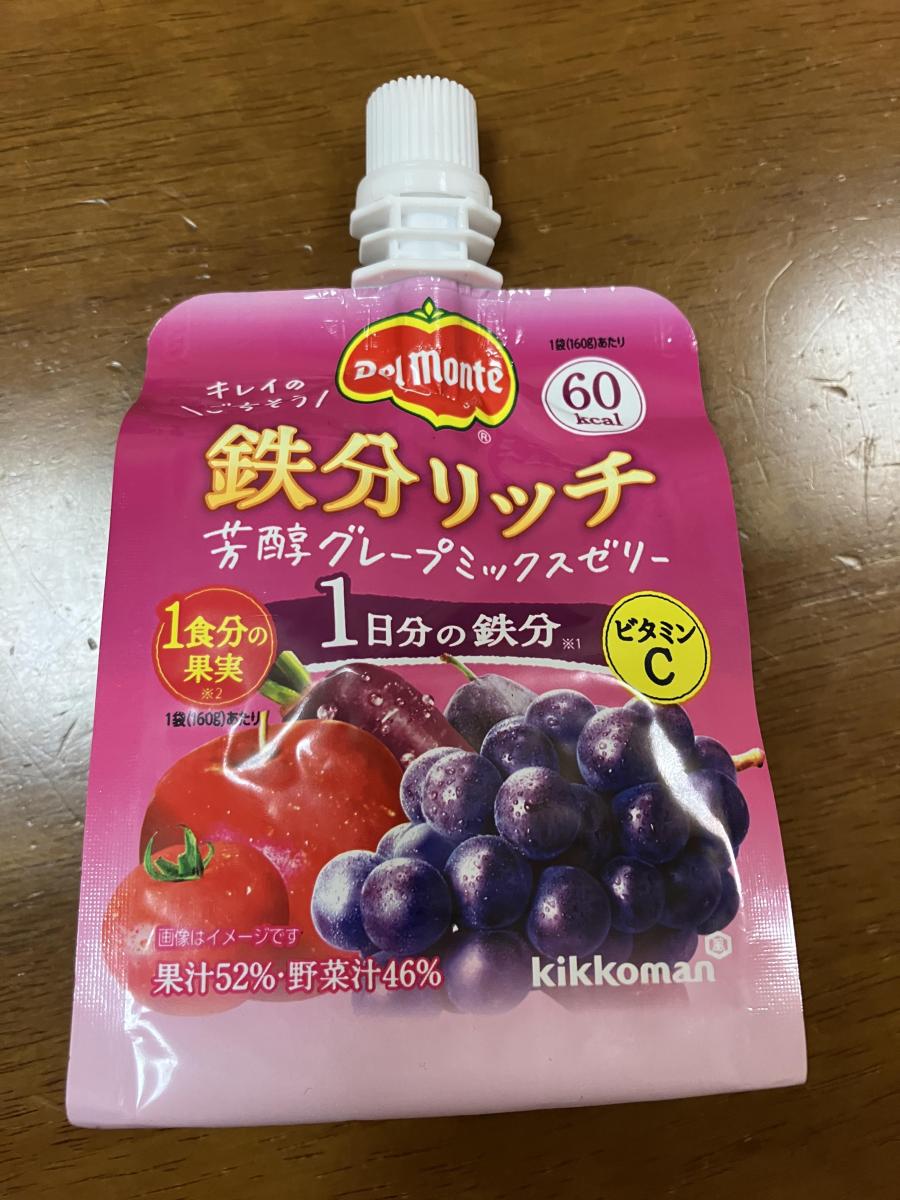 Del Monte
®
1袋(160g)あたり
60
kcal
キレイの
\ごちそう/
鉄分リッチ
芳醇グレープミックスゼリー
1日分の鉄分※1
1食分の
果実
※2
1袋(160g)あたり
ビタミン
C
画像はイメージです
果汁52%・野菜汁46%
kikkoman